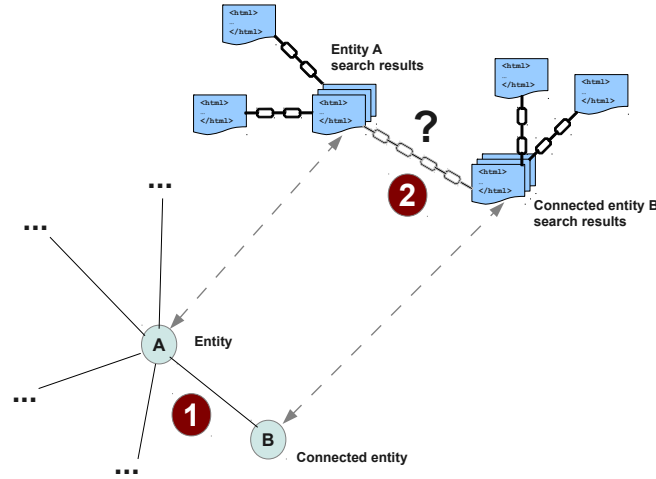 <html>
...
</html>
Entity A
search results
<html>
...
</html>
<html>
...
</html>
<html>
...
</html>
<html>
...
</html>
?
<html>
...
</html>
2
Connected entity B
search results
...
...
A
Entity
...
1
B
Connected entity
...